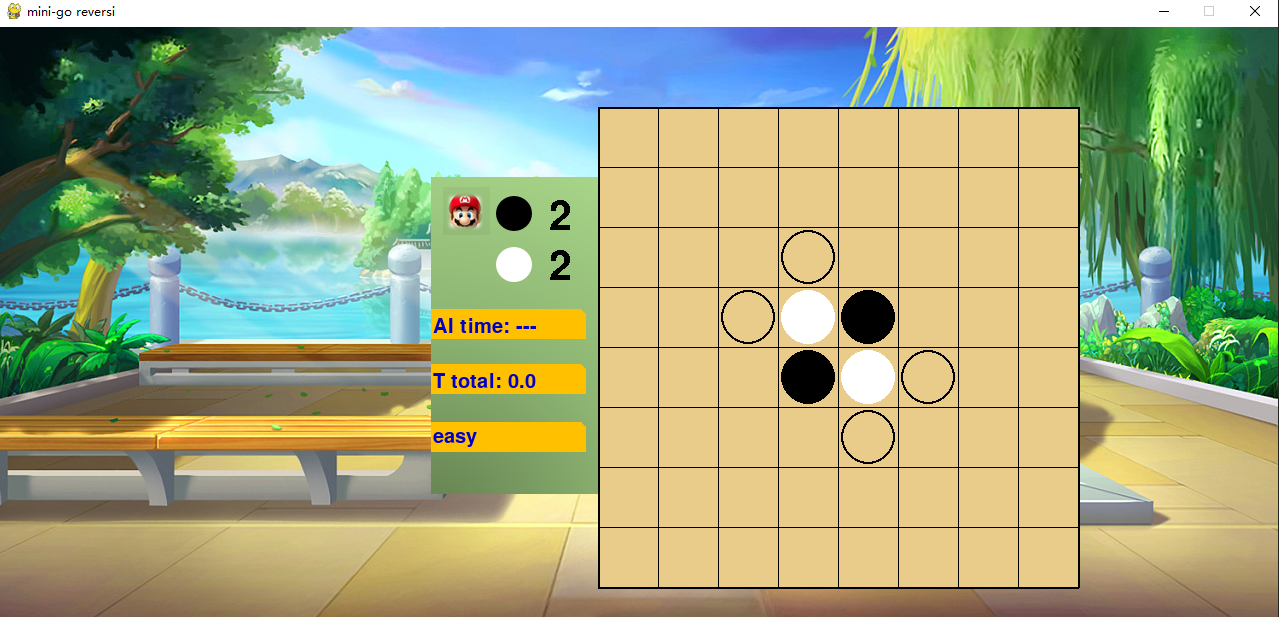 mini-go reversi
2
2
AI time: ---
T total: 0.0
easy